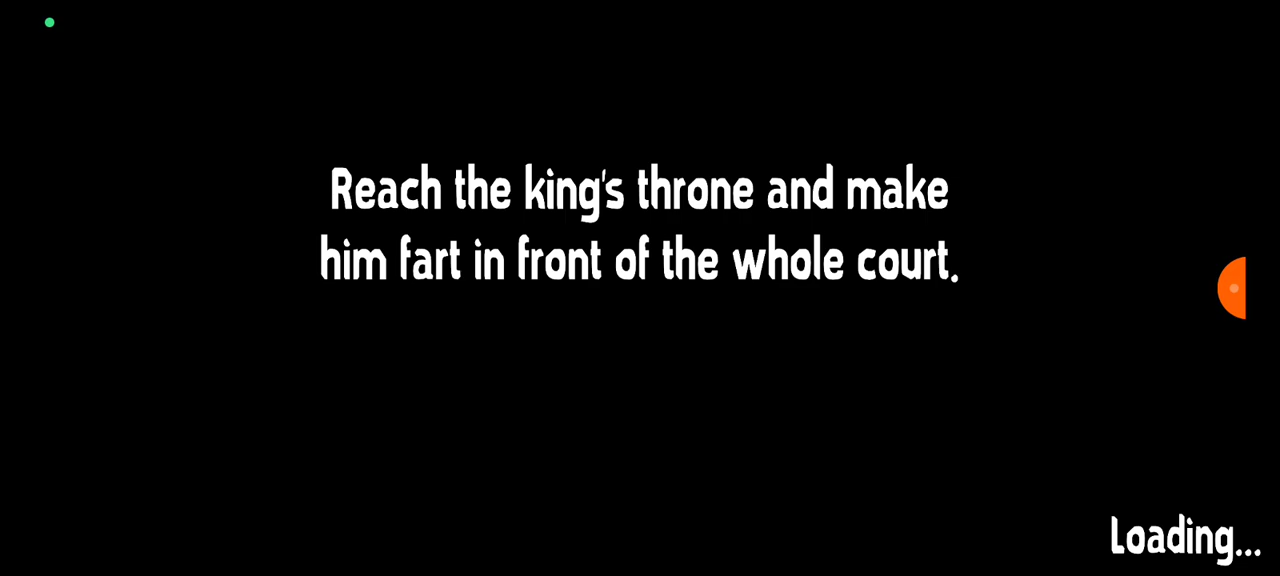 Reach the king's throne and make
him fart in front of the whole court.
Loading...